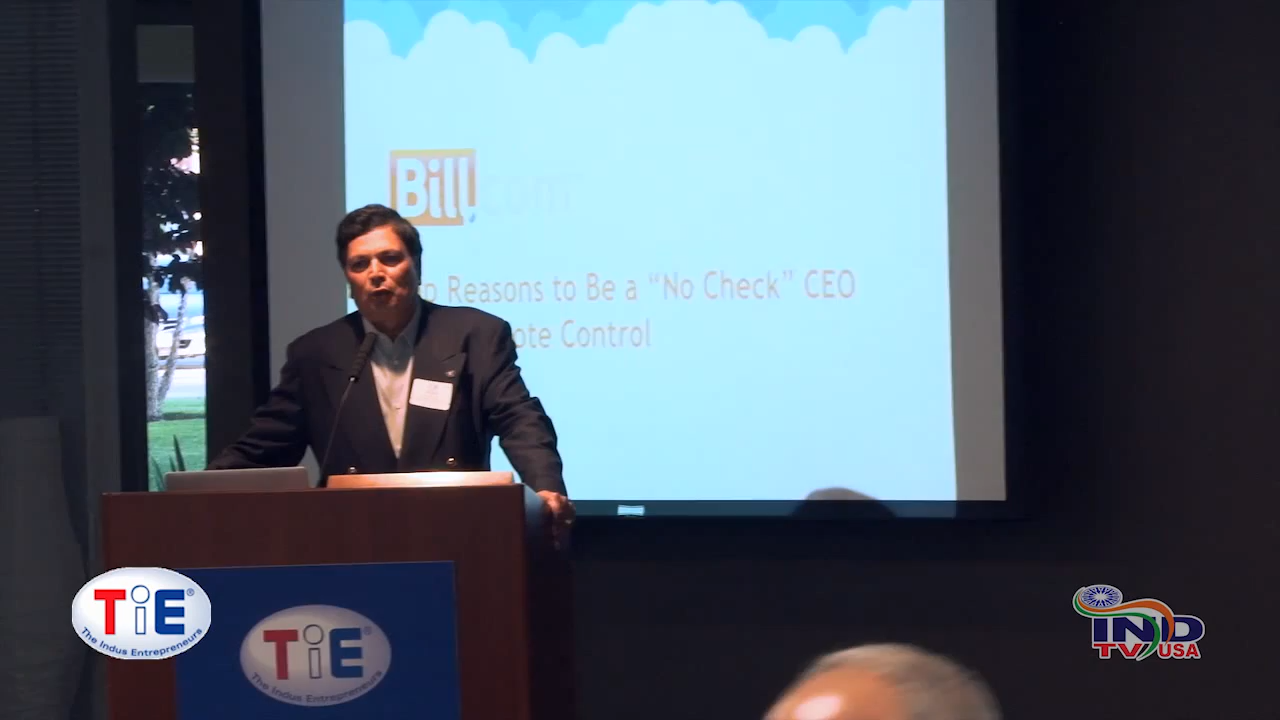 Bill.com
Reasons to Be a “No Check” CEO
Control
TiE®
The Indus Entrepreneurs
TiE®
The Indus Entrepreneurs
IND
TV USA